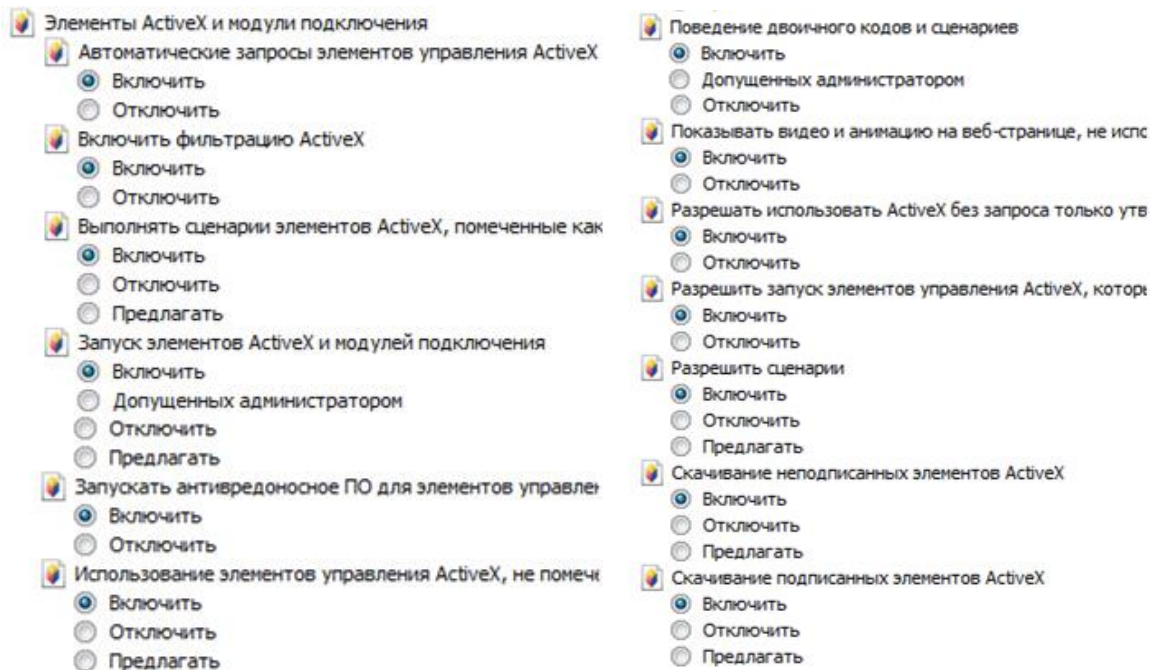 Элементы ActiveX и модули подключения
Автоматические запросы элементов управления ActiveX
Включить
Отключить
Включить фильтрацию ActiveX
Включить
Отключить
Выполнять сценарии элементов ActiveX, помеченные как
Включить
Отключить
Предлагать
Запуск элементов ActiveX и модулей подключения
Включить
Допущенных администратором
Отключить
Предлагать
Запускать антивредоносное ПО для элементов управлен
Включить
Отключить
Использование элементов управления ActiveX, не помече
Включить
Отключить
Предлагать
Поведение двоичного кодов и сценариев
Включить
Допущенных администратором
Отключить
Показывать видео и анимацию на веб-странице, не испо
Включить
Отключить
Разрешать использовать ActiveX без запроса только утв
Включить
Отключить
Разрешить запуск элементов управления ActiveX, которы
Включить
Отключить
Разрешить сценарии
Включить
Отключить
Предлагать
Скачивание неподписанных элементов ActiveX
Включить
Отключить
Предлагать
Скачивание подписанных элементов ActiveX
Включить
Отключить
Предлагать